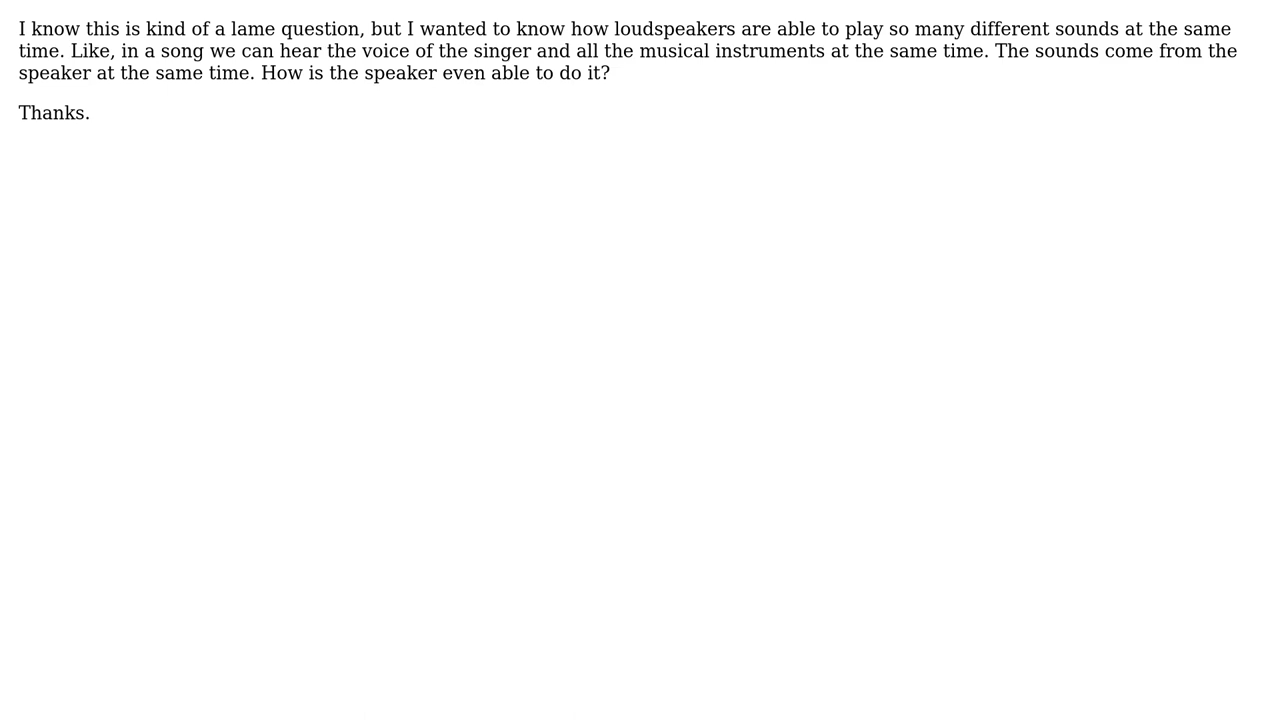 I know this is kind of a lame question, but I wanted to know how loudspeakers are able to play so many different sounds at the same
time. Like, in a song we can hear the voice of the singer and all the musical instruments at the same time. The sounds come from the
speaker at the same time. How is the speaker even able to do it?
Thanks.